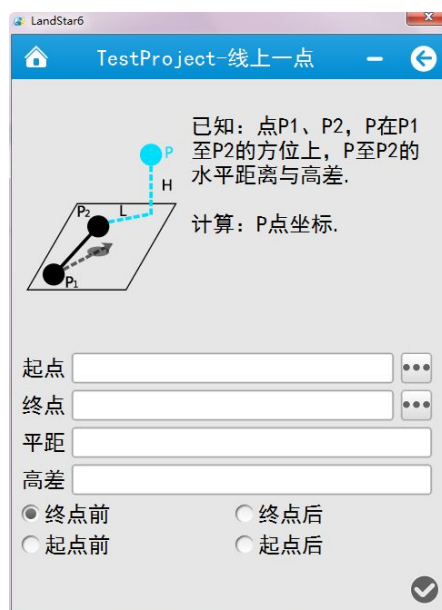 LandStar6
TestProject-线上一点
已知：点P1、P2，P在P1
至P2的方位上，P至P2的
水平距离与高差.
计算：P点坐标.
P
H
P2
L
P1
起点
终点
平距
高差
终点前 终点后
起点前 起点后